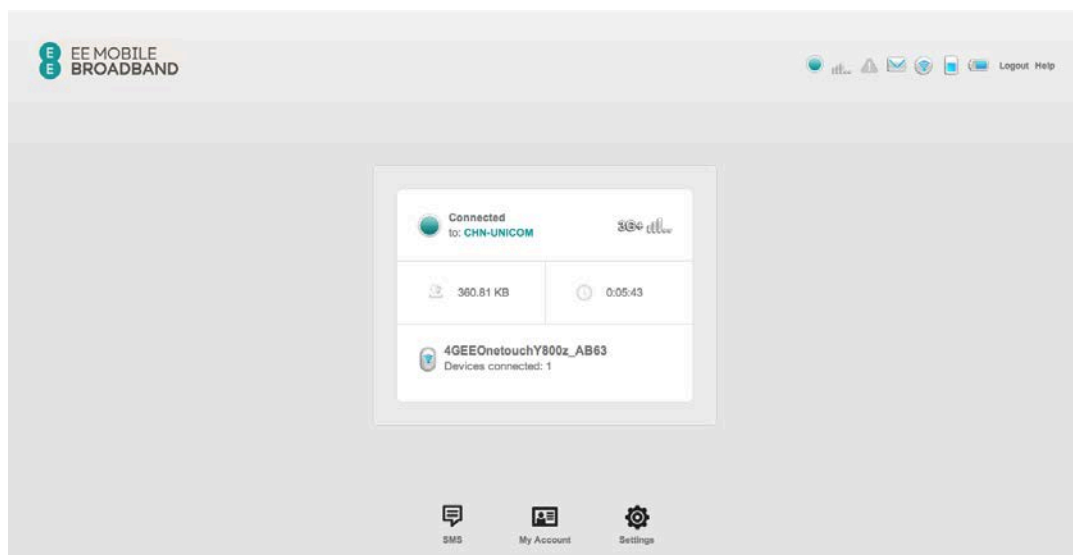 EE EE MOBILE
BROADBAND
Logout Help
Connected
to: CHN-UNICOM
3G+
360.81 KB
0:05:43
4GEEOnetouchY800z_AB63
Devices connected: 1
SMS
My Account
Settings